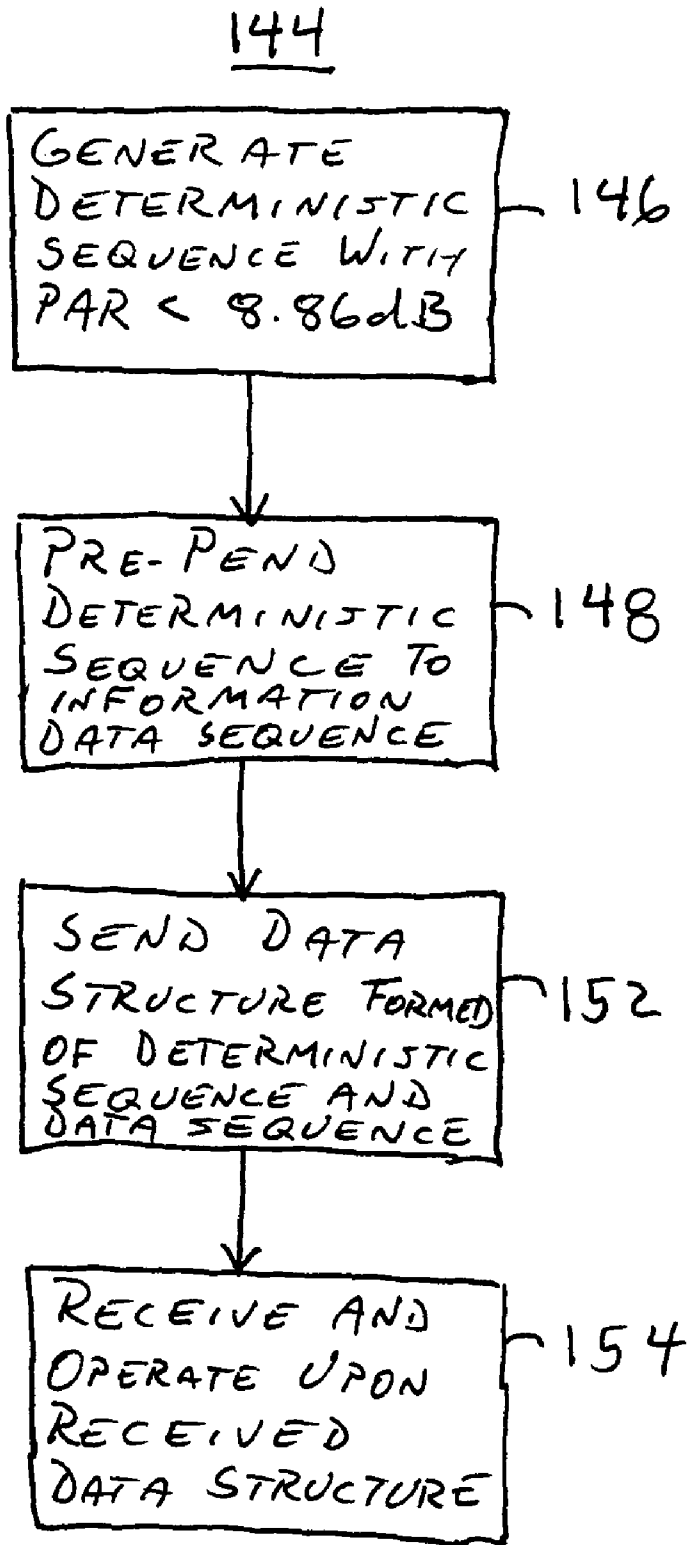 144
GENERATE
DETERMINISTIC
SEQUENCE WITH
PAR < 8.86dB
146
PRE-PEND
DETERMINISTIC
SEQUENCE TO
INFORMATION
DATA SEQUENCE
148
SEND DATA
STRUCTURE FORMED
OF DETERMINISTIC
SEQUENCE AND
DATA SEQUENCE
152
RECEIVE AND
OPERATE UPON
RECEIVED
DATA STRUCTURE
154